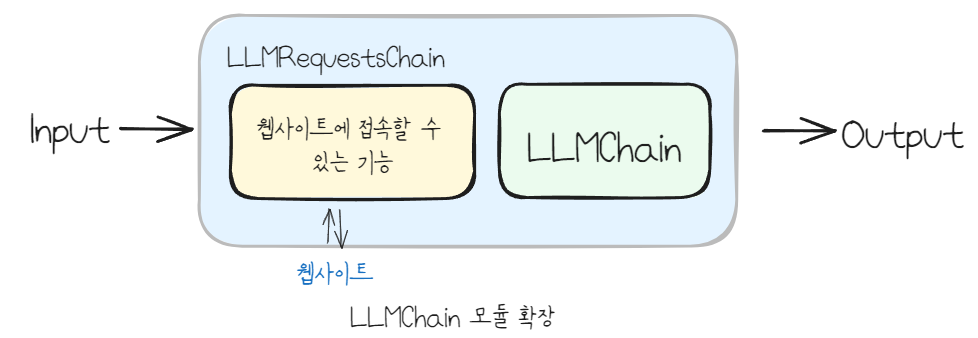 LLMRequestsChain
Input
웹사이트에 접속할 수
있는 기능
LLMChain
Output
웹사이트
LLMChain 모듈 확장